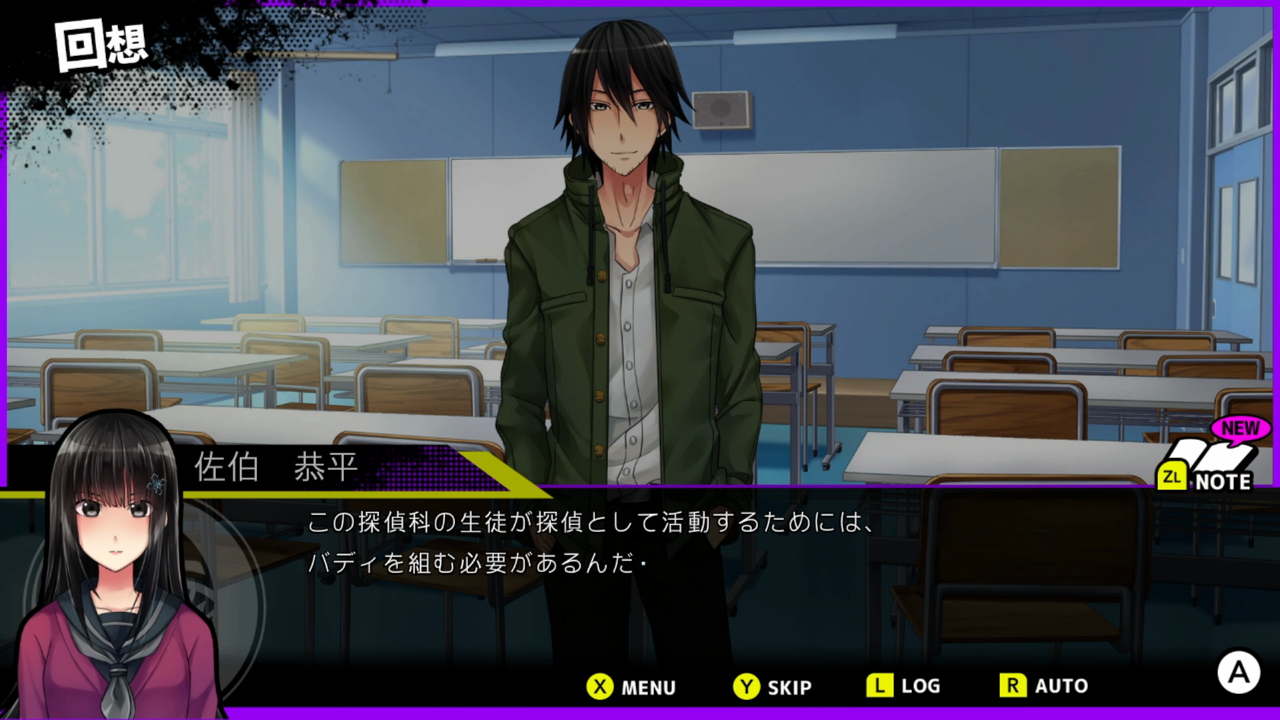 回想
NEW
ZL NOTE
佐伯 恭平
この探偵科の生徒が探偵として活動するためには、
バディを組む必要があるんだ・
X MENU Y SKIP L LOG R AUTO A